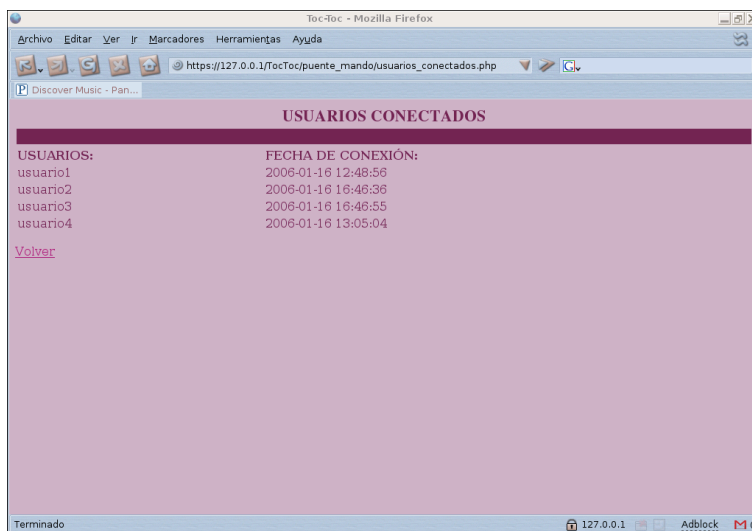 Toc-Toc - Mozilla Firefox
Archivo Editar Ver Ir Marcadores Herramientas Ayuda
https://127.0.0.1/TocToc/puente_mando/usuarios_conectados.php G
P Discover Music - Pan...
USUARIOS CONECTADOS
USUARIOS: FECHA DE CONEXIÓN:
usuario1 2006-01-16 12:48:56
usuario2 2006-01-16 16:46:36
usuario3 2006-01-16 16:46:55
usuario4 2006-01-16 13:05:04
Volver
Terminado 127.0.0.1 Adblock M